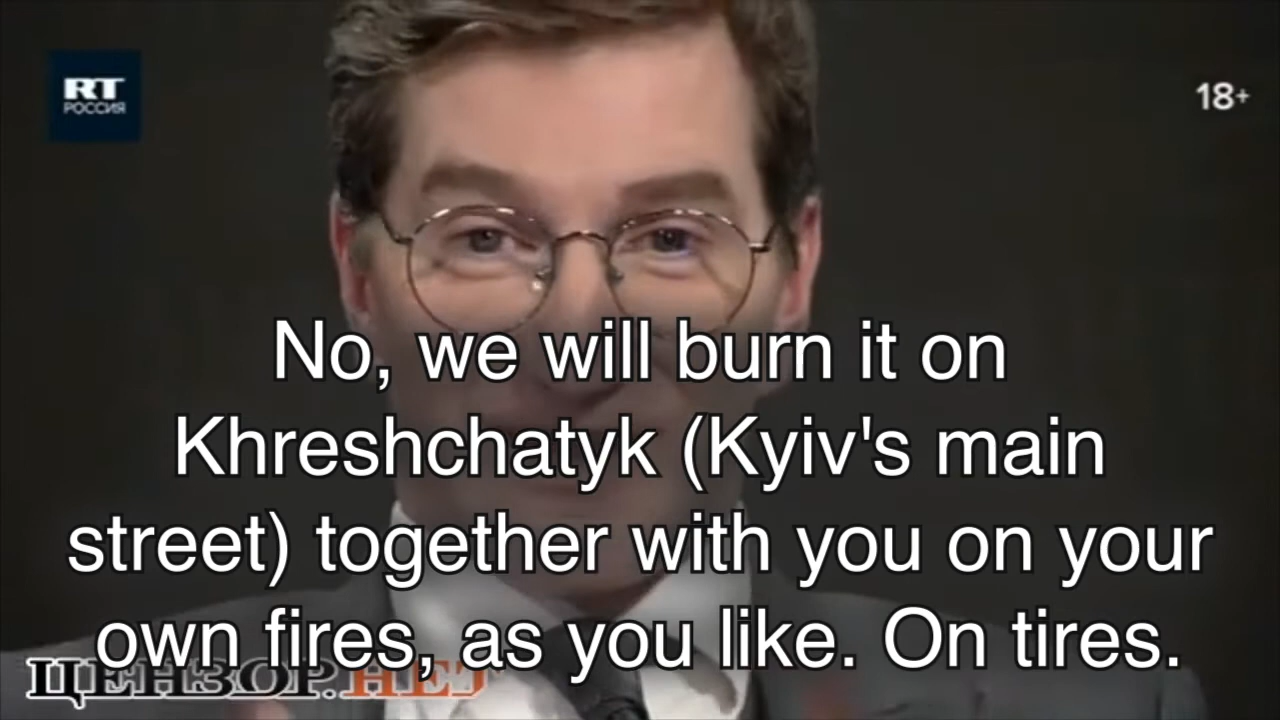 RT
РОССИЯ
18+
No, we will burn it on
Khreshchatyk (Kyiv's main
street) together with you on your
own fires, as you like. On tires.
ЦЕНЗОР.НЕТ